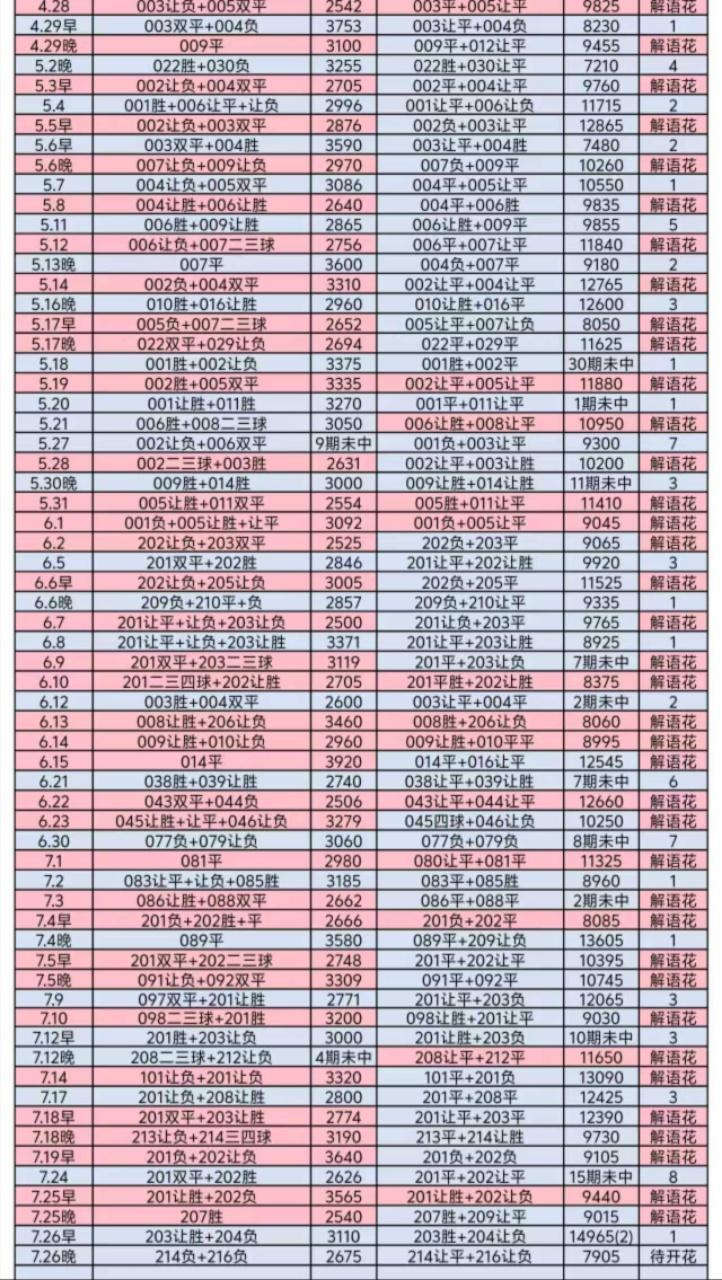 4.28 003让负+005双平 2542 003平+005让平 9825 解语花
4.29早 003双平+004负 3753 003让平+004负 8230 1
4.29晚 009平 3100 009平+012让平 9455 解语花
5.2晚 022胜+030负 3255 022胜+030让平 7210 4
5.3早 002让负+004双平 2705 002平+004让平 9760 解语花
5.4 001胜+006让平+让负 2996 001让平+006让负 11715 2
5.5早 002让负+003双平 2876 002负+003让平 12865 解语花
5.6早 003双平+004胜 3590 003让平+004胜 7480 2
5.6晚 007让负+009让负 2970 007负+009平 10260 解语花
5.7 004让负+005双平 3086 004平+005让平 10550 1
5.8 004让胜+006让胜 2640 004平+006胜 9835 解语花
5.11 006胜+009让胜 2865 006让胜+009平 9855 5
5.12 006让负+007二三球 2756 006平+007让平 11840 解语花
5.13晚 007平 3600 004负+007平 9180 2
5.14 002负+004双平 3310 002让平+004让平 12765 解语花
5.16晚 010胜+016让胜 2960 010让胜+016平 12600 3
5.17早 005负+007二三球 2652 005让平+007让负 8050 解语花
5.17晚 022双平+029让负 2694 022平+029平 11625 解语花
5.18 001胜+002让负 3375 001胜+002平 30期未中 1
5.19 002胜+005双平 3335 002让平+005让平 11880 解语花
5.20 001让胜+011胜 3270 001平+011让平 1期未中 1
5.21 006胜+008二三球 3050 006让胜+008让平 10950 解语花
5.27 002让负+006双平 9期未中 001负+003让平 9300 7
5.28 002二三球+003胜 2631 002让平+003让胜 10200 解语花
5.30晚 009胜+014胜 3000 009让胜+014让胜 11期未中 3
5.31 005让胜+011双平 2554 005胜+011让平 11410 解语花
6.1 001负+005让胜+让平 3092 001负+005让平 9045 解语花
6.2 202让负+203双平 2525 202负+203平 9065 解语花
6.5 201双平+202胜 2846 201让平+202让胜 9920 3
6.6早 202让负+205让负 3005 202负+205平 11525 解语花
6.6晚 209负+210平+负 2857 209负+210让平 9335 1
6.7 201让平+让负+203让负 2500 201让负+203平 9765 解语花
6.8 201让平+让负+203让胜 3371 201让平+203让胜 8925 1
6.9 201双平+203二三球 3119 201平+203让负 7期未中 解语花
6.10 201二三四球+202让胜 2705 201平胜+202让胜 8375 解语花
6.12 003胜+004双平 2600 003让平+004平 2期未中 2
6.13 008让胜+206让负 3460 008胜+206让负 8060 解语花
6.14 009让胜+010让负 2960 009让胜+010平平 8995 解语花
6.15 014平 3920 014平+016让平 12545 解语花
6.21 038胜+039让胜 2740 038让平+039让胜 7期未中 6
6.22 043双平+044负 2506 043让平+044让平 12660 解语花
6.23 045让胜+让平+046让负 3279 045四球+046让负 10250 解语花
6.30 077负+079让负 3060 077负+079负 8期未中 7
7.1 081平 2980 080让平+081平 11325 解语花
7.2 083让平+让负+085胜 3185 083平+085胜 8960 1
7.3 086让胜+088双平 2662 086平+088平 2期未中 解语花
7.4早 201负+202胜+平 2666 201负+202平 8085 解语花
7.4晚 089平 3580 089平+209让负 13605 1
7.5早 201双平+202二三球 2748 201平+202让平 10395 解语花
7.5晚 091让负+092双平 3309 091平+092平 10745 解语花
7.9 097双平+201让胜 2771 201让平+203负 12065 3
7.10 098二三球+201胜 3200 098让胜+201让平 9030 解语花
7.12早 201胜+203让负 3000 201让胜+203负 10期未中 3
7.12晚 208二三球+212让负 4期未中 208让平+212平 11650 解语花
7.14 101让负+201让负 3320 101平+201负 13090 解语花
7.17 201让负+208让胜 2800 201平+208平 12425 3
7.18早 201双平+203让胜 2774 201让平+203平 12390 解语花
7.18晚 213让负+214三四球 3190 213平+214让胜 9730 解语花
7.19早 201负+202让负 3640 201负+202负 9105 解语花
7.24 201双平+202胜 2626 201平+202让平 15期未中 8
7.25早 201让胜+202负 3565 201让胜+202让负 9440 解语花
7.25晚 207胜 2540 207胜+209让平 9015 解语花
7.26早 203让胜+204负 3110 203胜+204让负 14965(2) 1
7.26晚 214负+216负 2675 214让平+216让负 7905 待开花